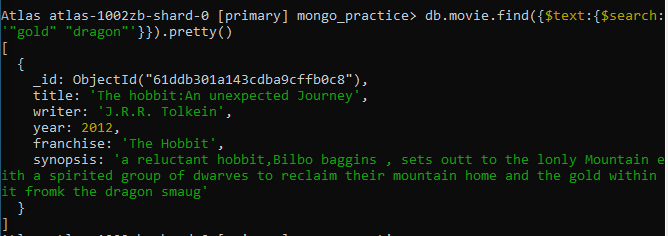 Atlas atlas-1002zb-shard-0 [primary] mongo_practice> db.movie.find({$text:{$search:
'"gold" "dragon"'}}).pretty()
[
  {
    _id: ObjectId("61ddb301a143cdba9cffb0c8"),
    title: 'The hobbit:An unexpected Journey',
    writer: 'J.R.R. Tolkein',
    year: 2012,
    franchise: 'The Hobbit',
    synopsis: 'a reluctant hobbit,Bilbo baggins , sets outt to the lonly Mountain e
ith a spirited group of dwarves to reclaim their mountain home and the gold within
it fromk the dragon smaug'
  }
]